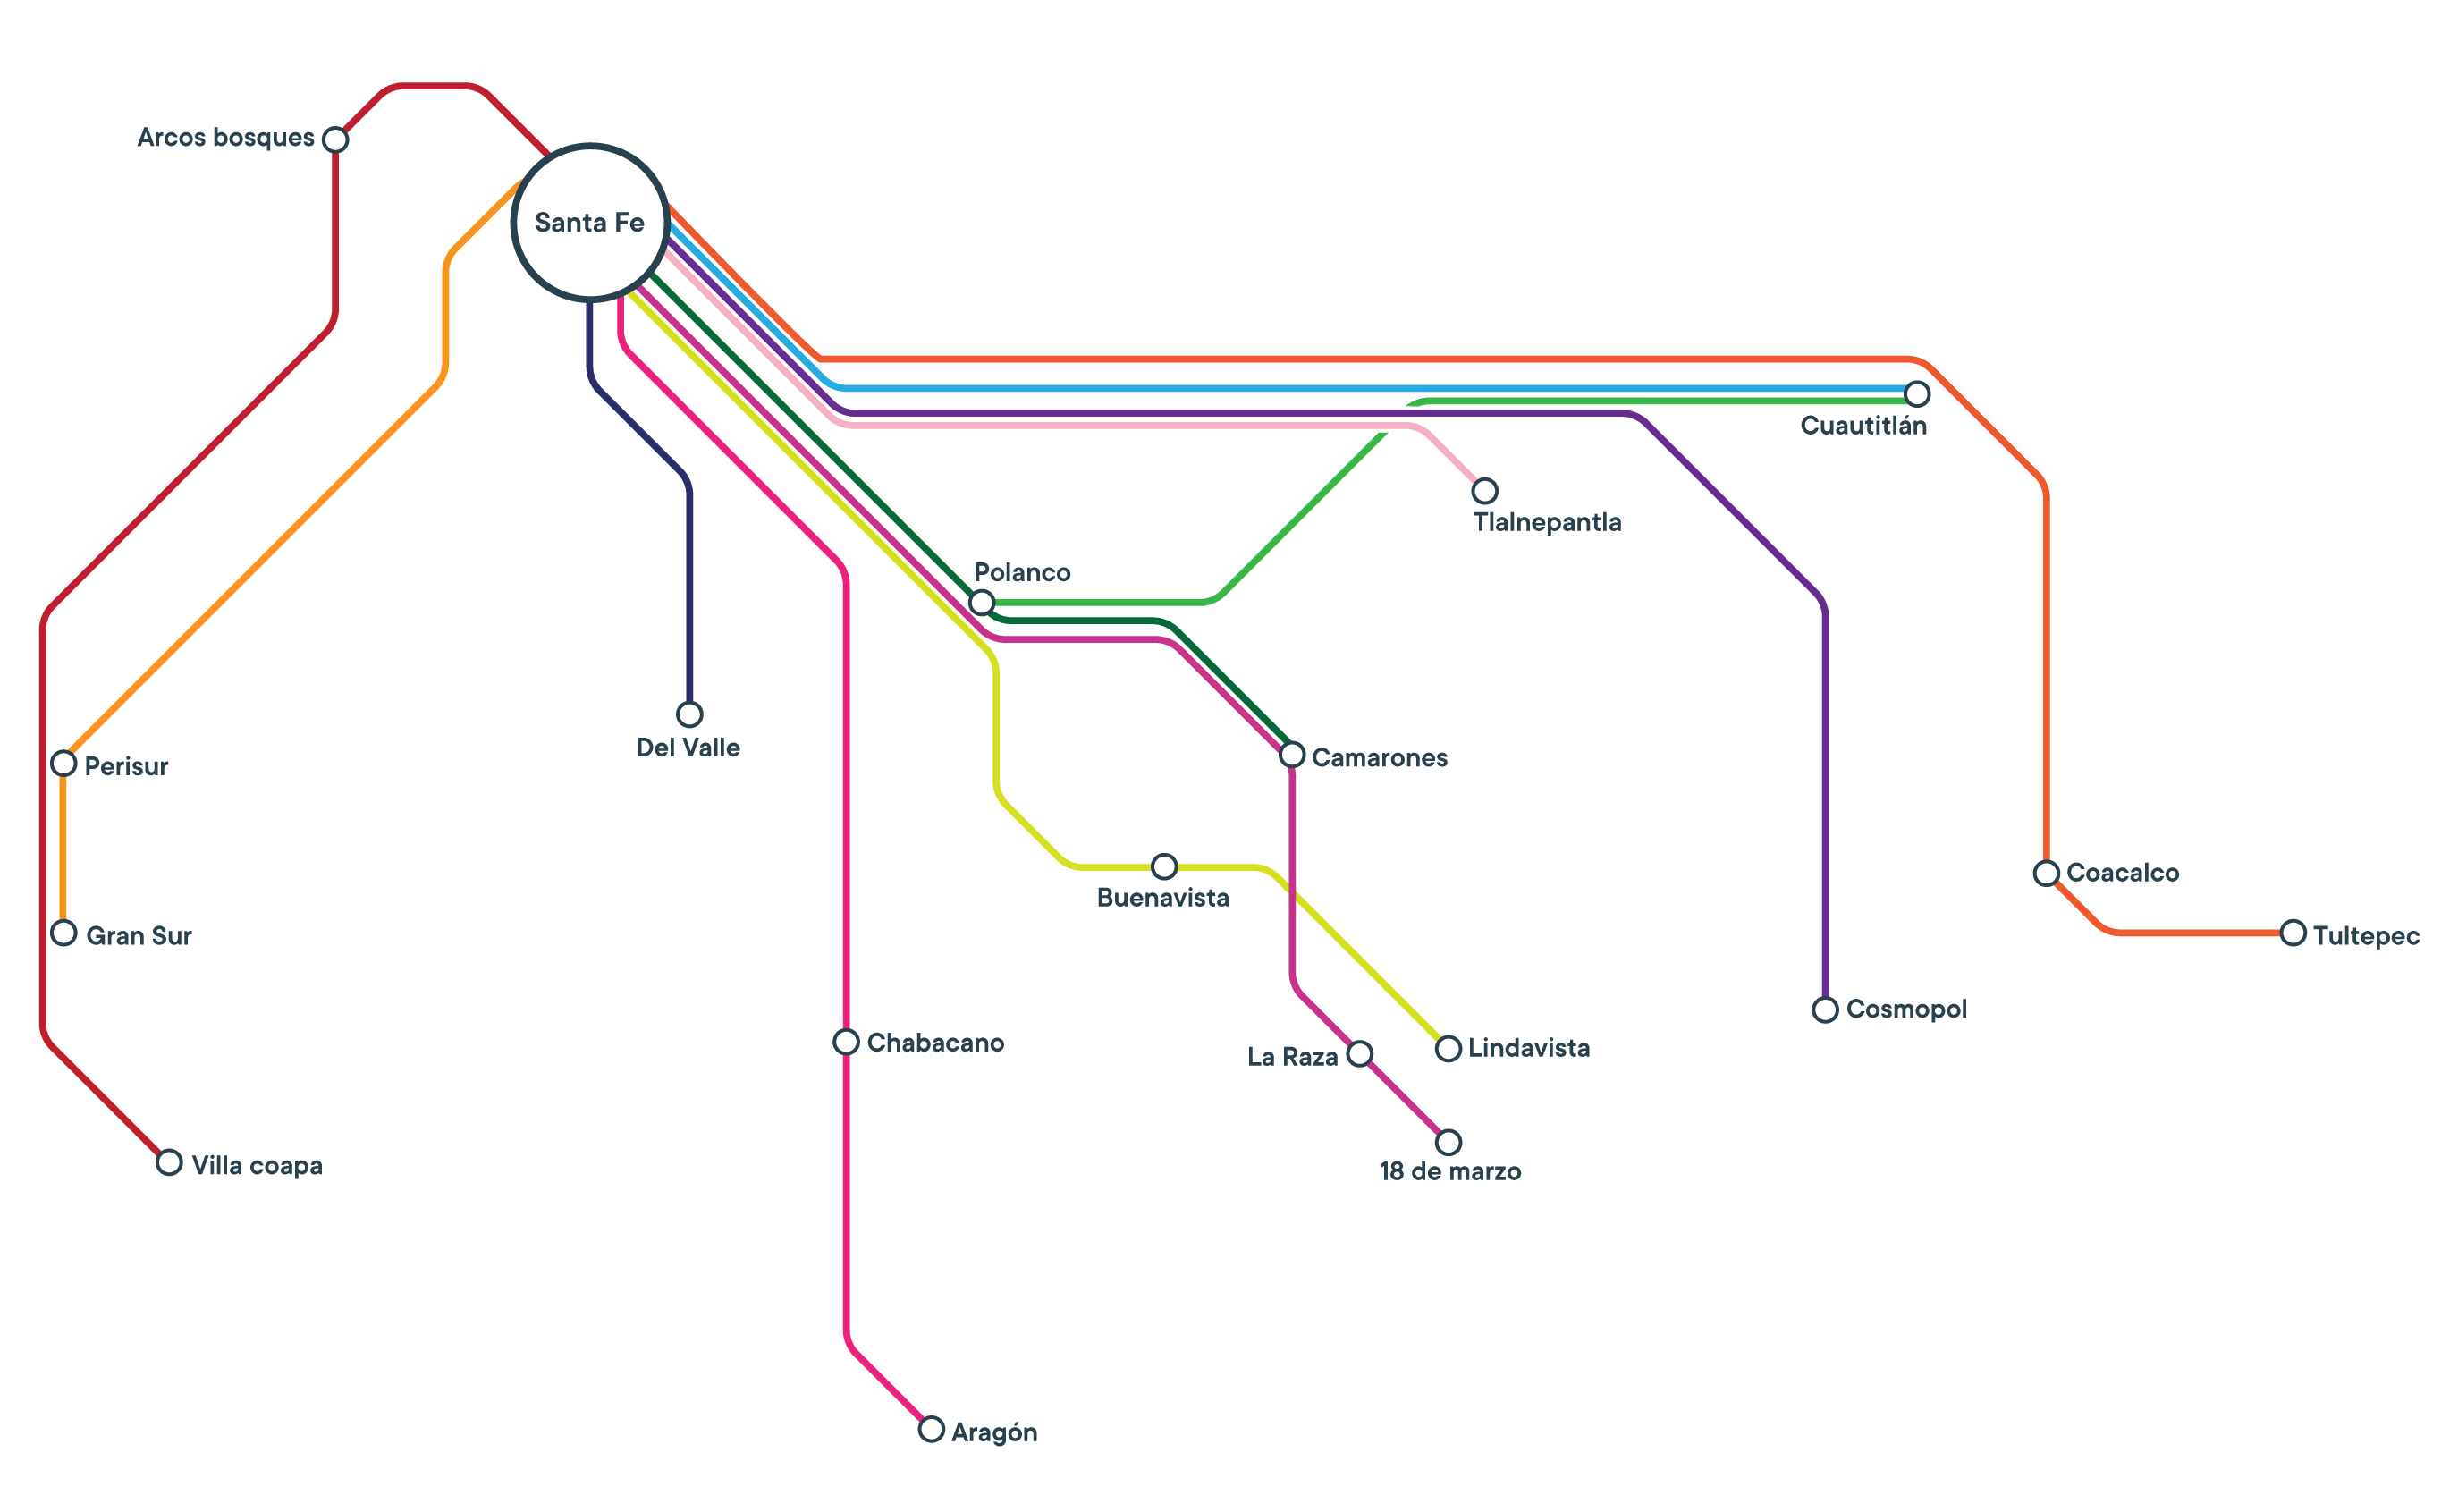 Arcos bosques
Santa Fe
Cuautitlán
Tlalnepantla
Polanco
Del Valle
Camarones
Perisur
Buenavista
Coacalco
Gran Sur
Tultepec
Cosmopol
Chabacano
La Raza
Lindavista
18 de marzo
Villa coapa
Aragón